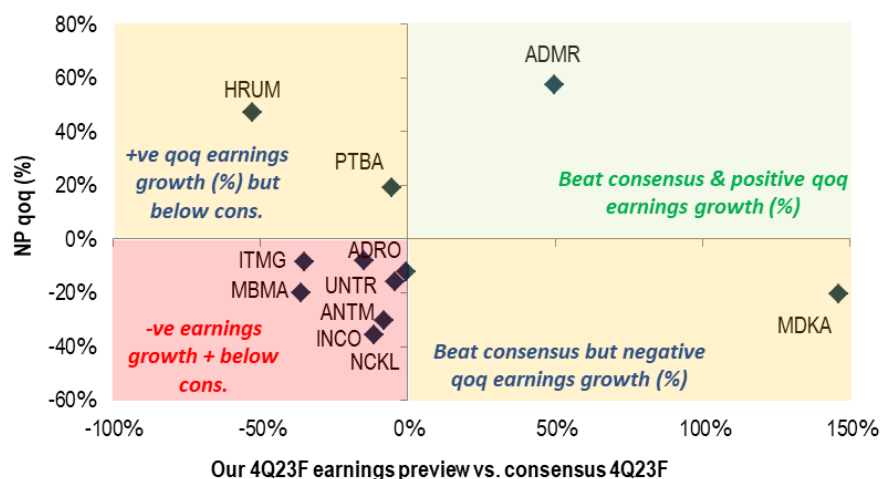 80%
60%
40%
20%
0%
-20%
-40%
-60%
NP qoq (%)
HRUM
ADMR
+ve qoq earnings
growth (%) but
below cons.
PTBA
Beat consensus & positive qoq
earnings growth (%)
ADRO
ITMG
UNTR
MBMA
ANTM
INCO
NCKL
MDKA
-ve earnings
growth + below
cons.
Beat consensus but negative
qoq earnings growth (%)
-100%
-50%
0%
50%
100%
150%
Our 4Q23F earnings preview vs. consensus 4Q23F